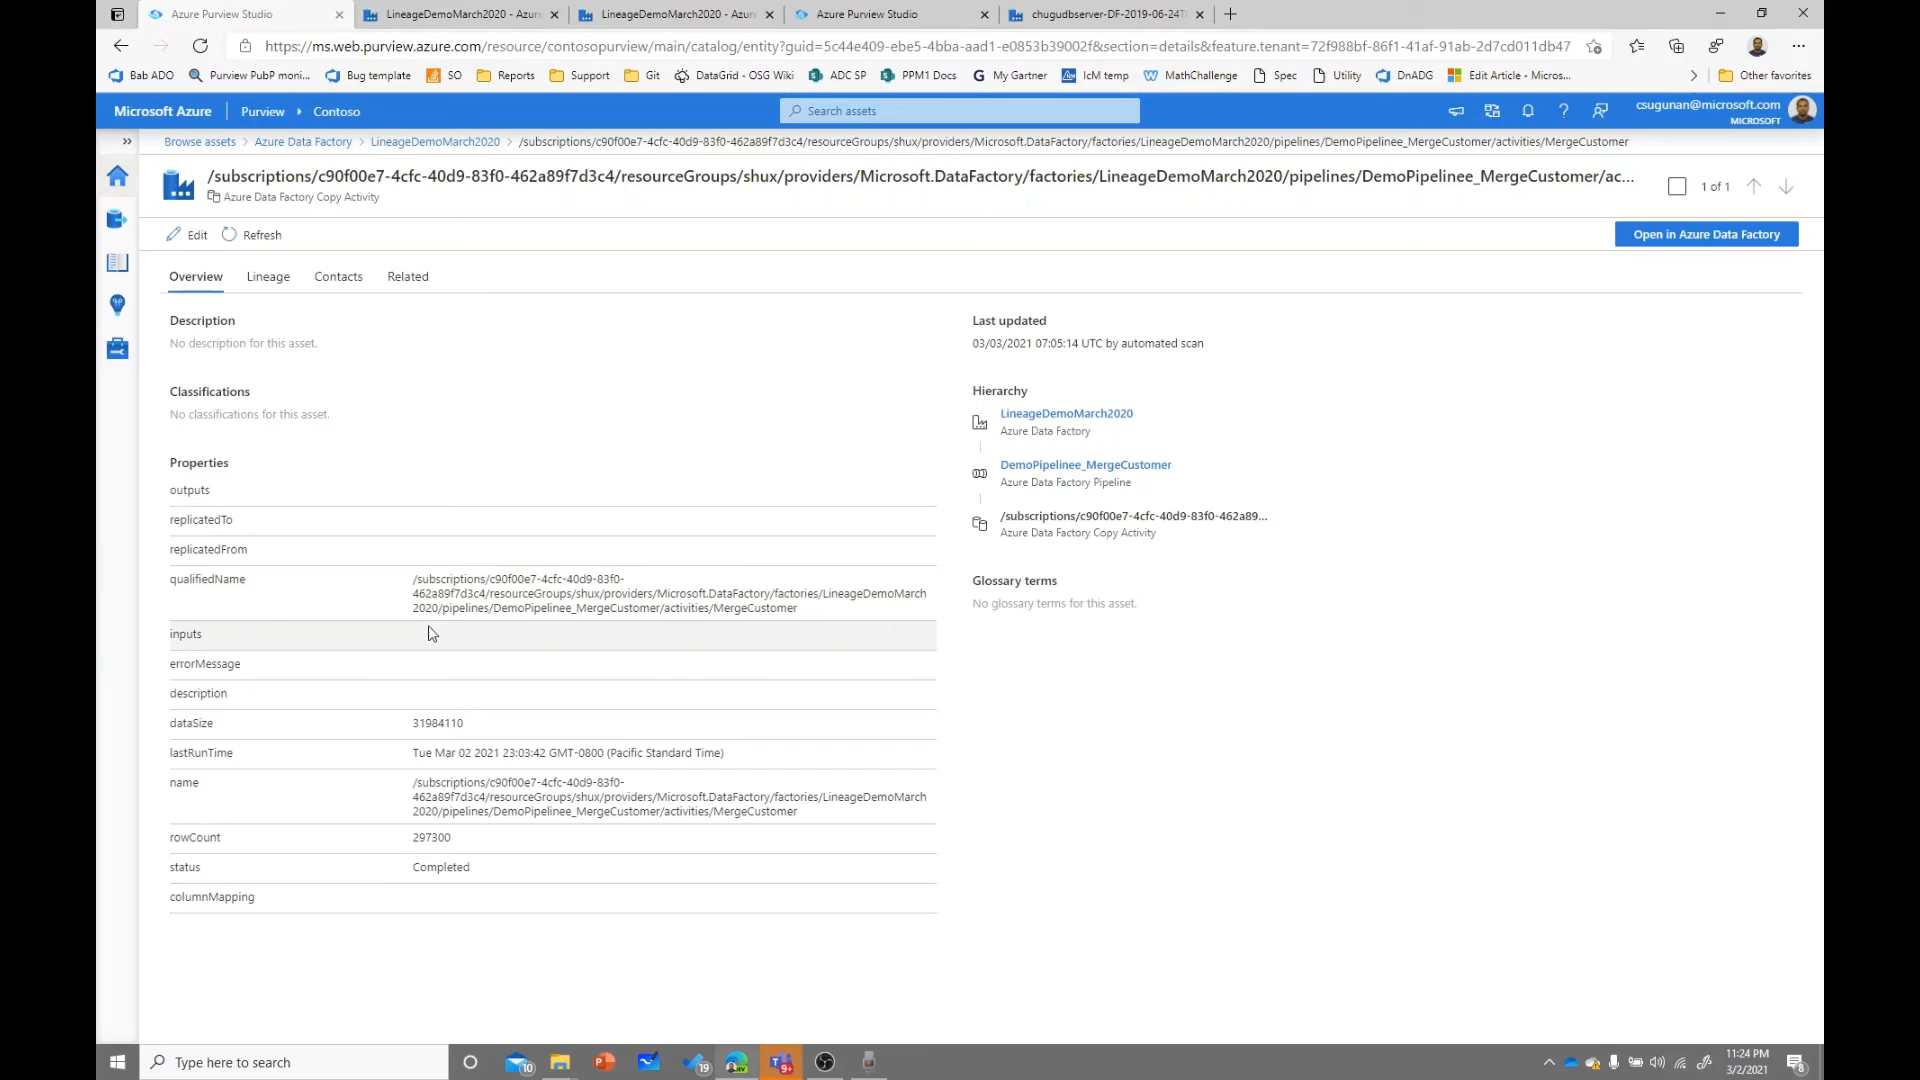 Azure Purview Studio
LineageDemoMarch2020 - Azure
LineageDemoMarch2020 - Azure
Azure Purview Studio
chugudbserver-DF-2019-06-24T
https://ms.web.purview.azure.com/resource/contosopurview/main/catalog/entity?guid=5c44e409-ebe5-4bba-aad1-e0853b39002f&section=details&feature.tenant=72f988bf-86f1-41af-91ab-2d7cd011db47
Bab ADO
Purview PubP moni...
Bug template
SO
Reports
Support
Git
DataGrid - OSG Wiki
ADC SP
PPM1 Docs
My Gartner
IcM temp
MathChallenge
Spec
Utility
DnADG
Edit Article - Micros...
Other favorites
Microsoft Azure
Purview
Contoso
Search assets
csugunan@microsoft.com
MICROSOFT
Browse assets > Azure Data Factory > LineageDemoMarch2020 > /subscriptions/c90f00e7-4cfc-40d9-83f0-462a89f7d3c4/resourceGroups/shux/providers/Microsoft.DataFactory/factories/LineageDemoMarch2020/pipelines/DemoPipelinee_MergeCustomer/activities/MergeCustomer
/subscriptions/c90f00e7-4cfc-40d9-83f0-462a89f7d3c4/resourceGroups/shux/providers/Microsoft.DataFactory/factories/LineageDemoMarch2020/pipelines/DemoPipelinee_MergeCustomer/ac...
Azure Data Factory Copy Activity
1 of 1
Edit
Refresh
Open in Azure Data Factory
Overview
Lineage
Contacts
Related
Description
No description for this asset.
Classifications
No classifications for this asset.
Properties
outputs
replicatedTo
replicatedFrom
qualifiedName
/subscriptions/c90f00e7-4cfc-40d9-83f0-
462a89f7d3c4/resourceGroups/shux/providers/Microsoft.DataFactory/factories/LineageDemoMarch
2020/pipelines/DemoPipelinee_MergeCustomer/activities/MergeCustomer
inputs
errorMessage
description
dataSize 31984110
lastRunTime Tue Mar 02 2021 23:03:42 GMT-0800 (Pacific Standard Time)
name
/subscriptions/c90f00e7-4cfc-40d9-83f0-
462a89f7d3c4/resourceGroups/shux/providers/Microsoft.DataFactory/factories/LineageDemoMarch
2020/pipelines/DemoPipelinee_MergeCustomer/activities/MergeCustomer
rowCount 297300
status Completed
columnMapping
Last updated
03/03/2021 07:05:14 UTC by automated scan
Hierarchy
LineageDemoMarch2020
Azure Data Factory
DemoPipelinee_MergeCustomer
Azure Data Factory Pipeline
/subscriptions/c90f00e7-4cfc-40d9-83f0-462a89...
Azure Data Factory Copy Activity
Glossary terms
No glossary terms for this asset.
Type here to search
10
19
9+
11:24 PM
3/2/2021
8